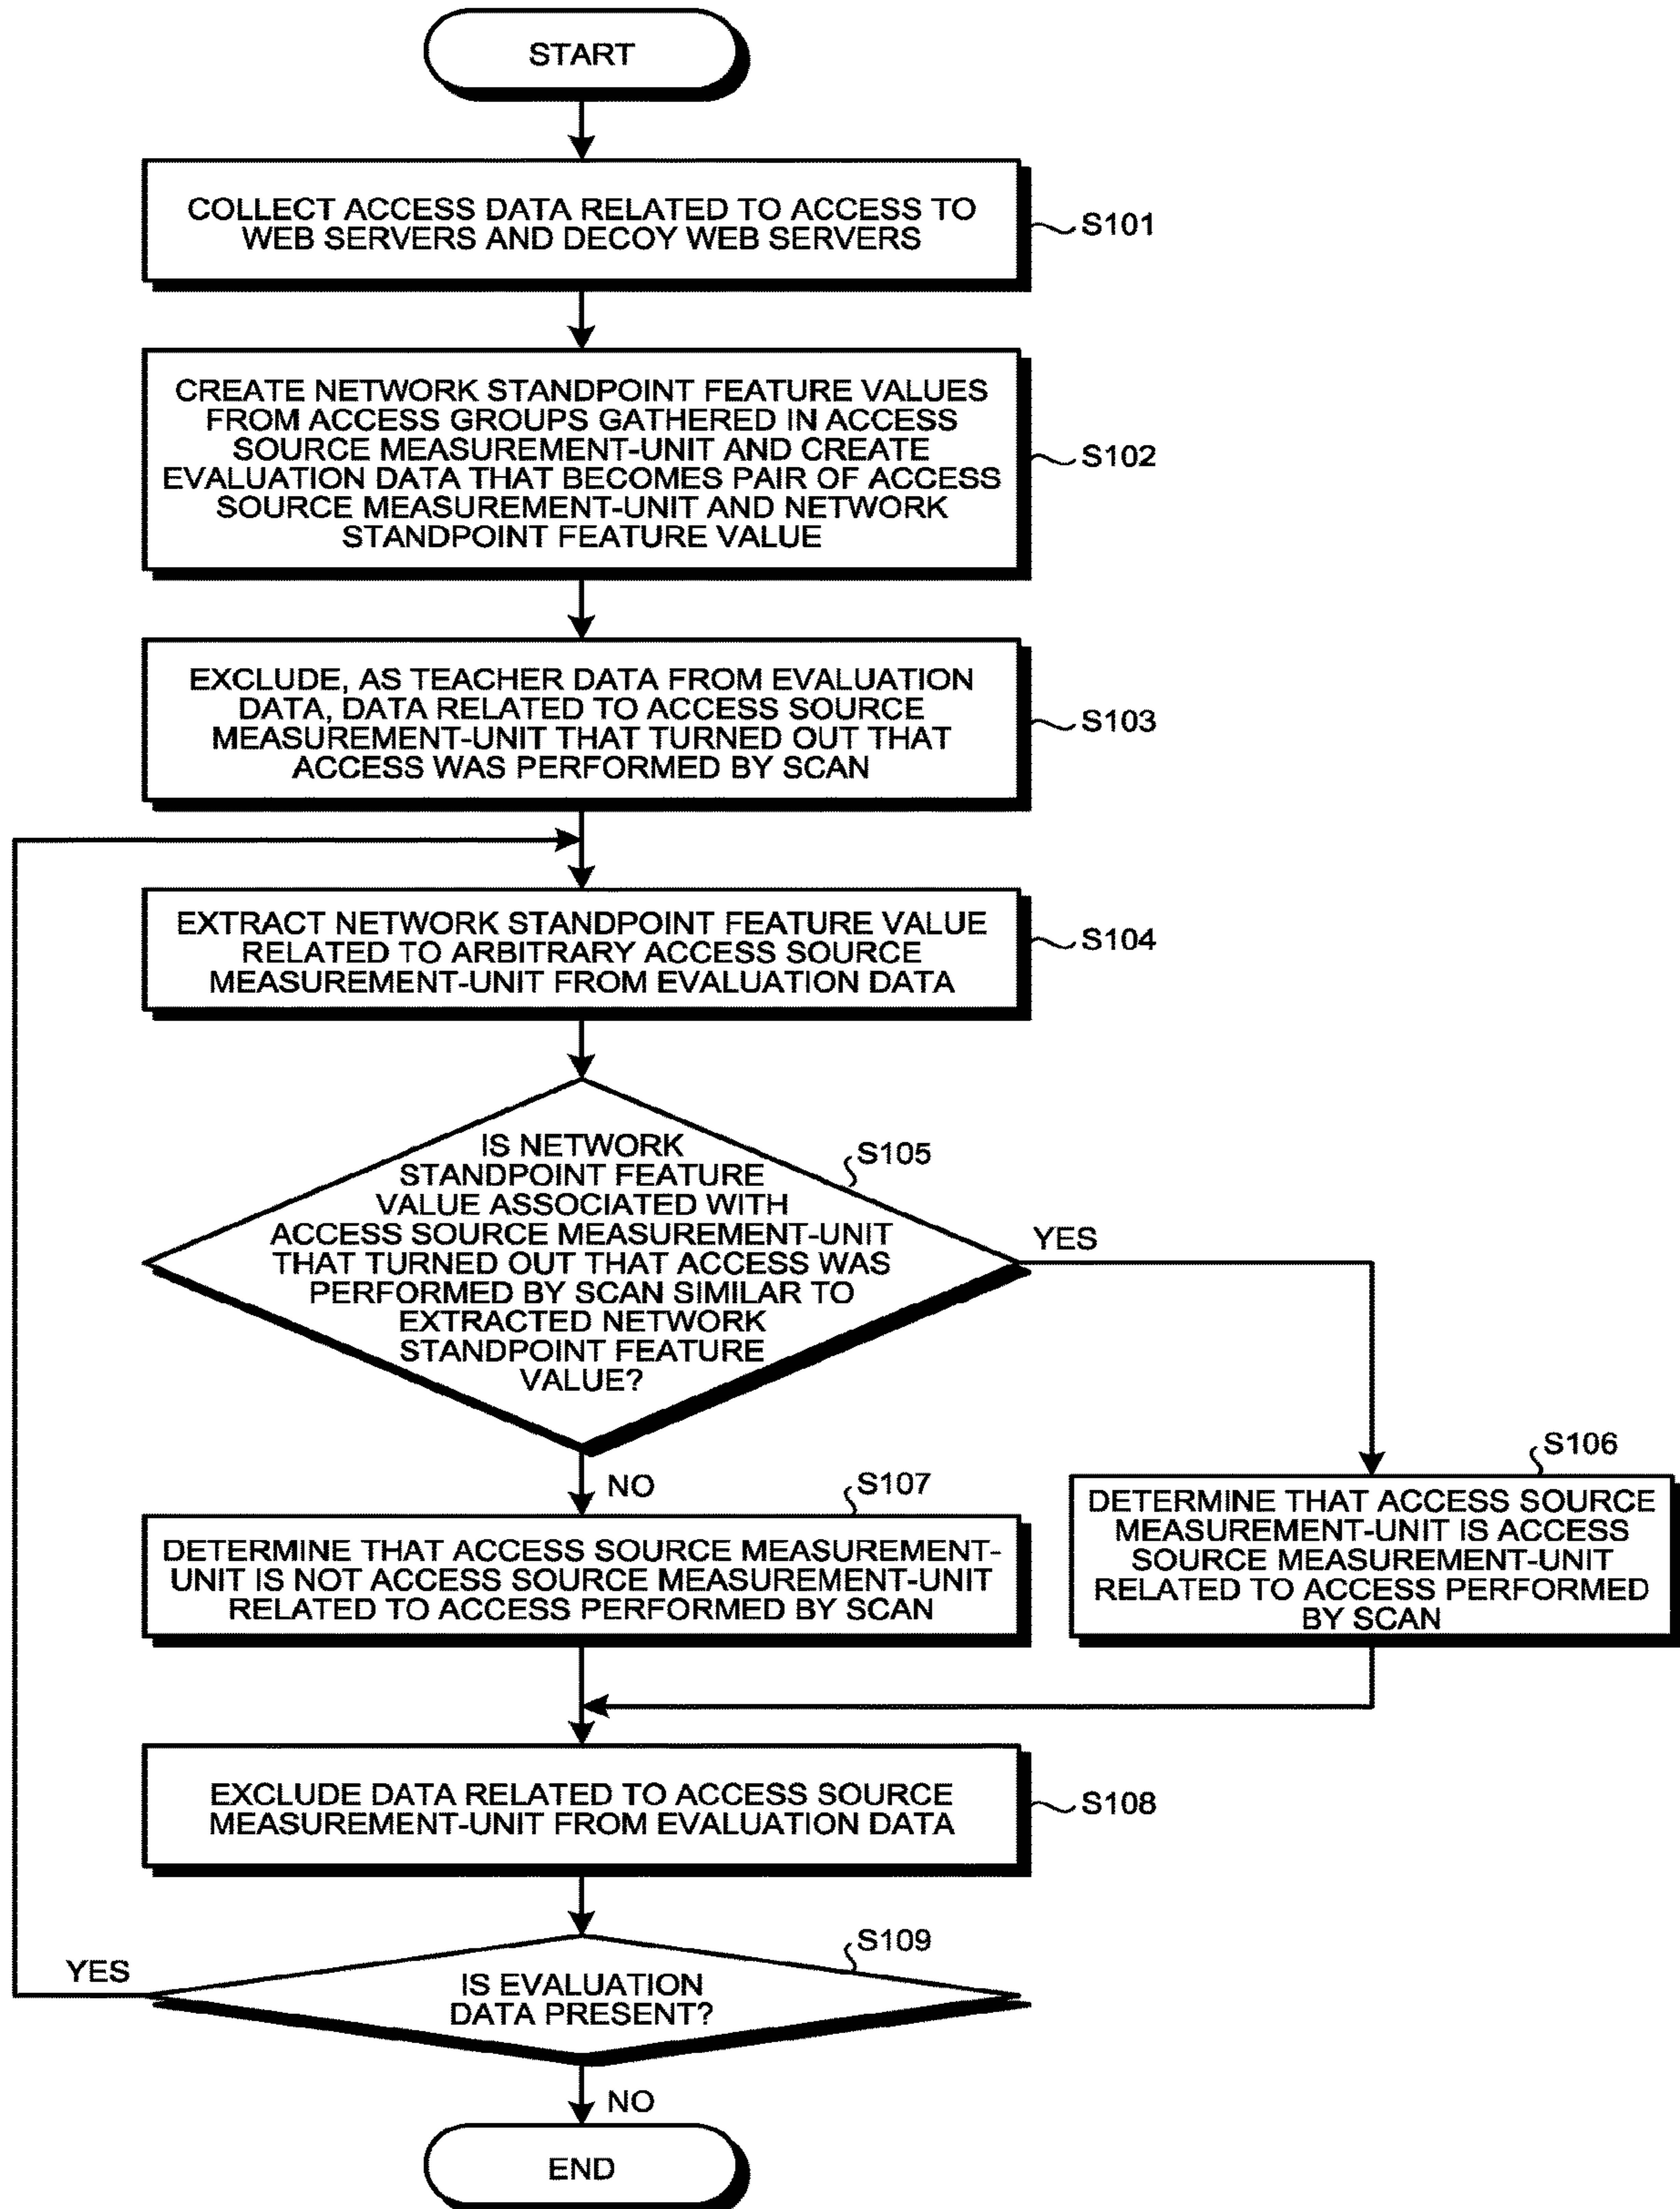 START
COLLECT ACCESS DATA RELATED TO ACCESS TO
WEB SERVERS AND DECOY WEB SERVERS
S101
CREATE NETWORK STANDPOINT FEATURE VALUES
FROM ACCESS GROUPS GATHERED IN ACCESS
SOURCE MEASUREMENT-UNIT AND CREATE
EVALUATION DATA THAT BECOMES PAIR OF ACCESS
SOURCE MEASUREMENT-UNIT AND NETWORK
STANDPOINT FEATURE VALUE
S102
EXCLUDE, AS TEACHER DATA FROM EVALUATION
DATA, DATA RELATED TO ACCESS SOURCE
MEASUREMENT-UNIT THAT TURNED OUT THAT
ACCESS WAS PERFORMED BY SCAN
S103
EXTRACT NETWORK STANDPOINT FEATURE VALUE
RELATED TO ARBITRARY ACCESS SOURCE
MEASUREMENT-UNIT FROM EVALUATION DATA
S104
IS NETWORK
STANDPOINT FEATURE
VALUE ASSOCIATED WITH
ACCESS SOURCE MEASUREMENT-UNIT
THAT TURNED OUT THAT ACCESS WAS
PERFORMED BY SCAN SIMILAR TO
EXTRACTED NETWORK
STANDPOINT FEATURE
VALUE?
S105
YES
NO
S106
DETERMINE THAT ACCESS SOURCE
MEASUREMENT-UNIT IS ACCESS
SOURCE MEASUREMENT-UNIT
RELATED TO ACCESS PERFORMED
BY SCAN
S107
DETERMINE THAT ACCESS SOURCE MEASUREMENT-
UNIT IS NOT ACCESS SOURCE MEASUREMENT-UNIT
RELATED TO ACCESS PERFORMED BY SCAN
EXCLUDE DATA RELATED TO ACCESS SOURCE
MEASUREMENT-UNIT FROM EVALUATION DATA
S108
S109
YES
IS EVALUATION
DATA PRESENT?
NO
END